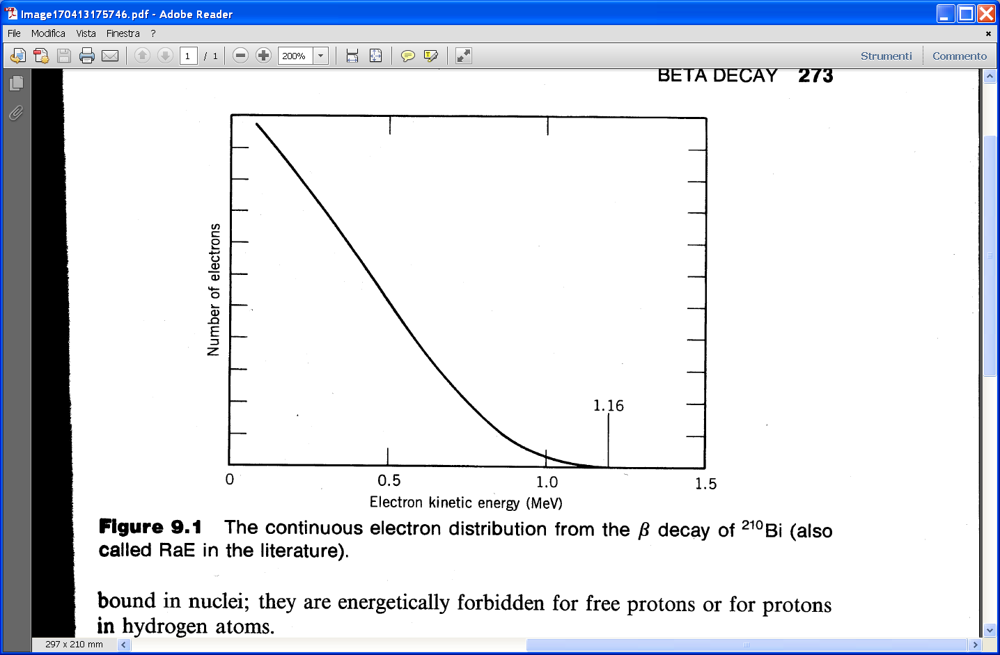 Image170413175746.pdf - Adobe Reader
File Modifica Vista Finestra ?
1 / 1 200% Strumenti Commento
BETA DECAY 273
Number of electrons
1.16
0 0.5 1.0 1.5
Electron kinetic energy (MeV)
Figure 9.1 The continuous electron distribution from the β decay of ²¹⁰Bi (also
called RaE in the literature).
bound in nuclei; they are energetically forbidden for free protons or for protons
in hydrogen atoms.
297 x 210 mm